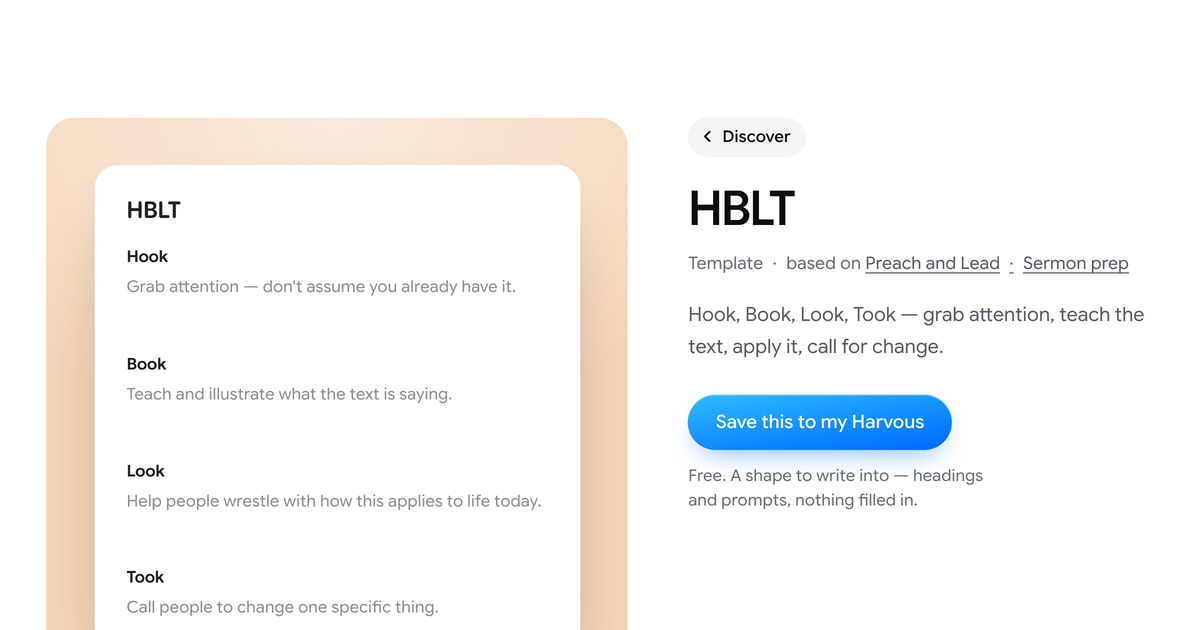 HBLT
Hook
Grab attention — don't assume you already have it.
Book
Teach and illustrate what the text is saying.
Look
Help people wrestle with how this applies to life today.
Took
Call people to change one specific thing.
Discover
HBLT
Template · based on Preach and Lead · Sermon prep
Hook, Book, Look, Took — grab attention, teach the
text, apply it, call for change.
Save this to my Harvous
Free. A shape to write into — headings
and prompts, nothing filled in.